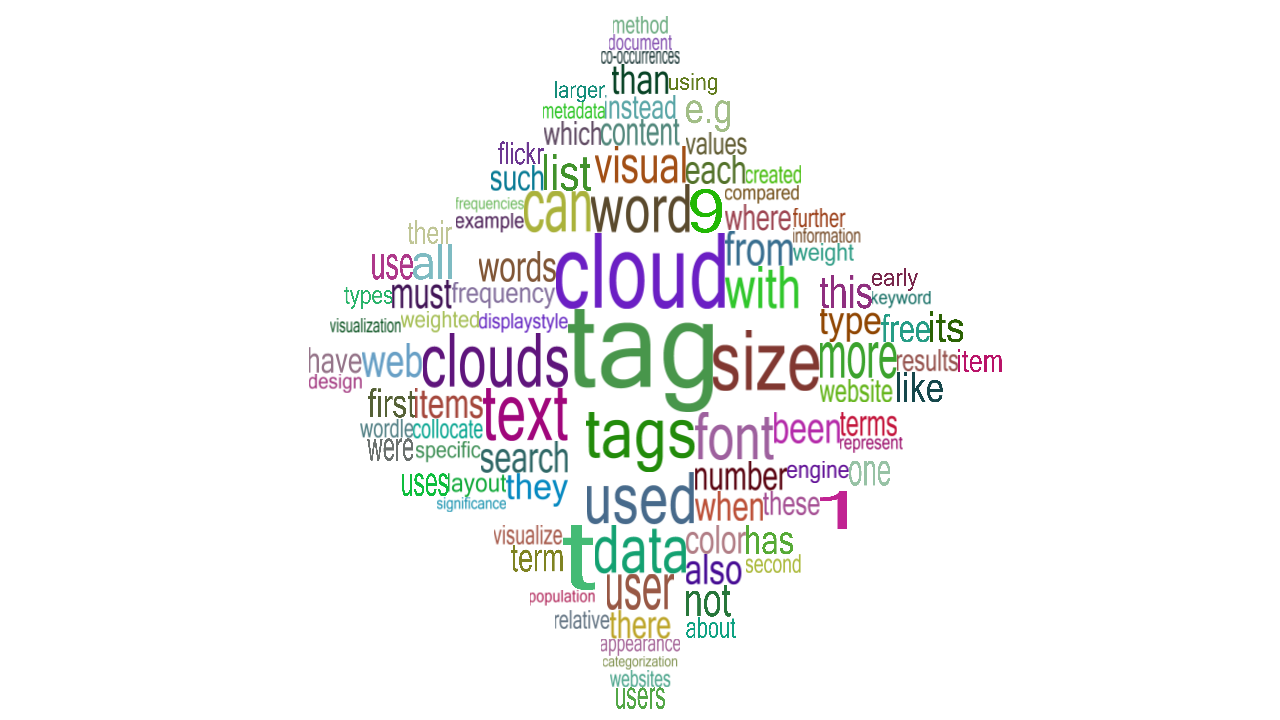 method
document
co-occurrences
than using
larger.
metadata instead e.g
which content values
flickr list visual each created
such compared
frequencies can word 9 where further
example information
their cloud from weight
use all words with this early
types must frequency keyword
visualization weighted displaystyle tag type free its
have web clouds size more results item
design website like
first items text tags font been terms
wordle collocate represent
were specific search number engine one
uses layout they used when these 1
significance
visualize t data color has
term also second
population user not
relative there about
appearance
categorization
websites
users